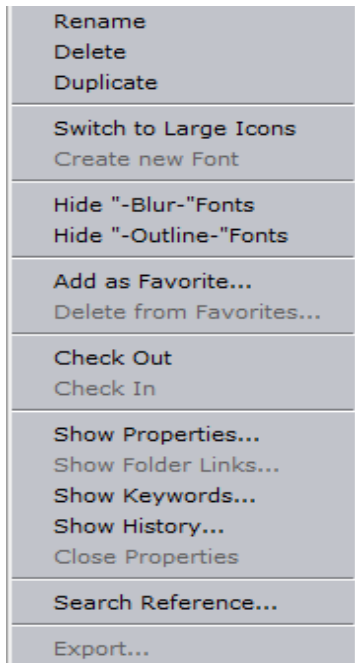 Rename
Delete
Duplicate
Switch to Large Icons
Create new Font
Hide "-Blur-"Fonts
Hide "-Outline-"Fonts
Add as Favorite...
Delete from Favorites...
Check Out
Check In
Show Properties...
Show Folder Links...
Show Keywords...
Show History...
Close Properties
Search Reference...
Export...